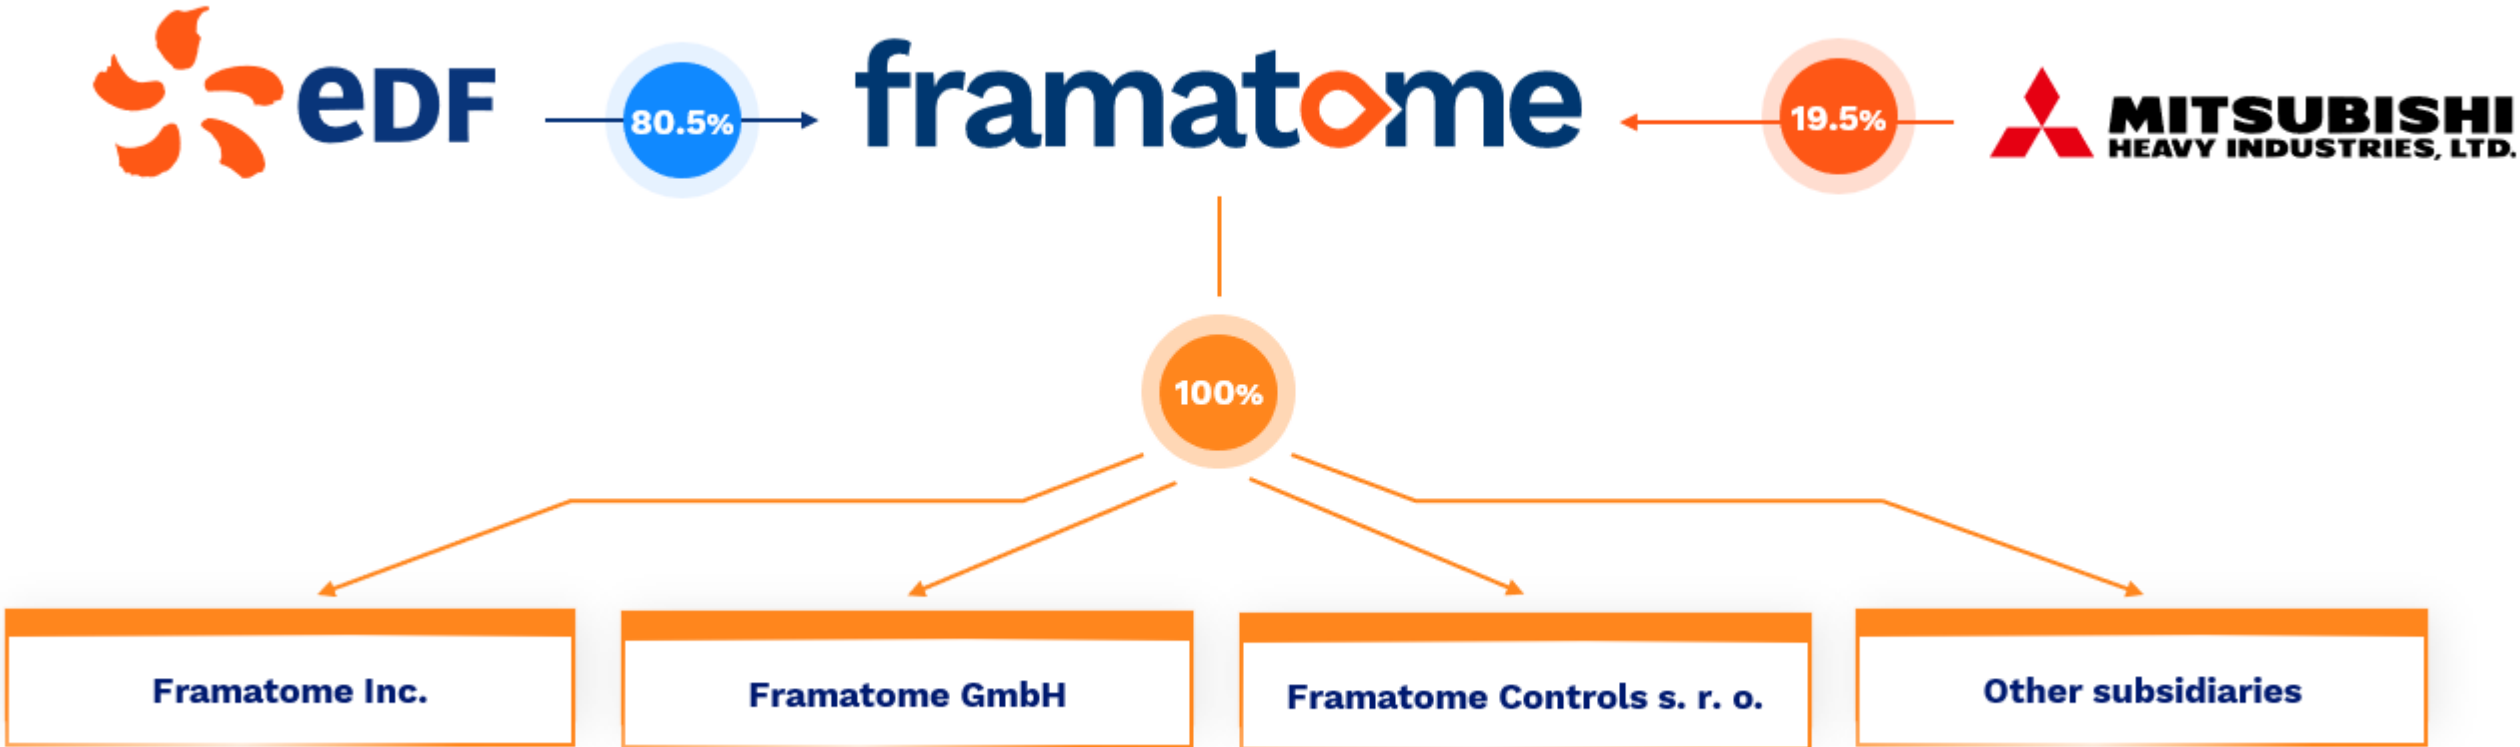 eDF
80.5%
framatome
19.5%
MITSUBISHI
HEAVY INDUSTRIES, LTD.
100%
Framatome Inc.
Framatome GmbH
Framatome Controls s. r. o.
Other subsidiaries